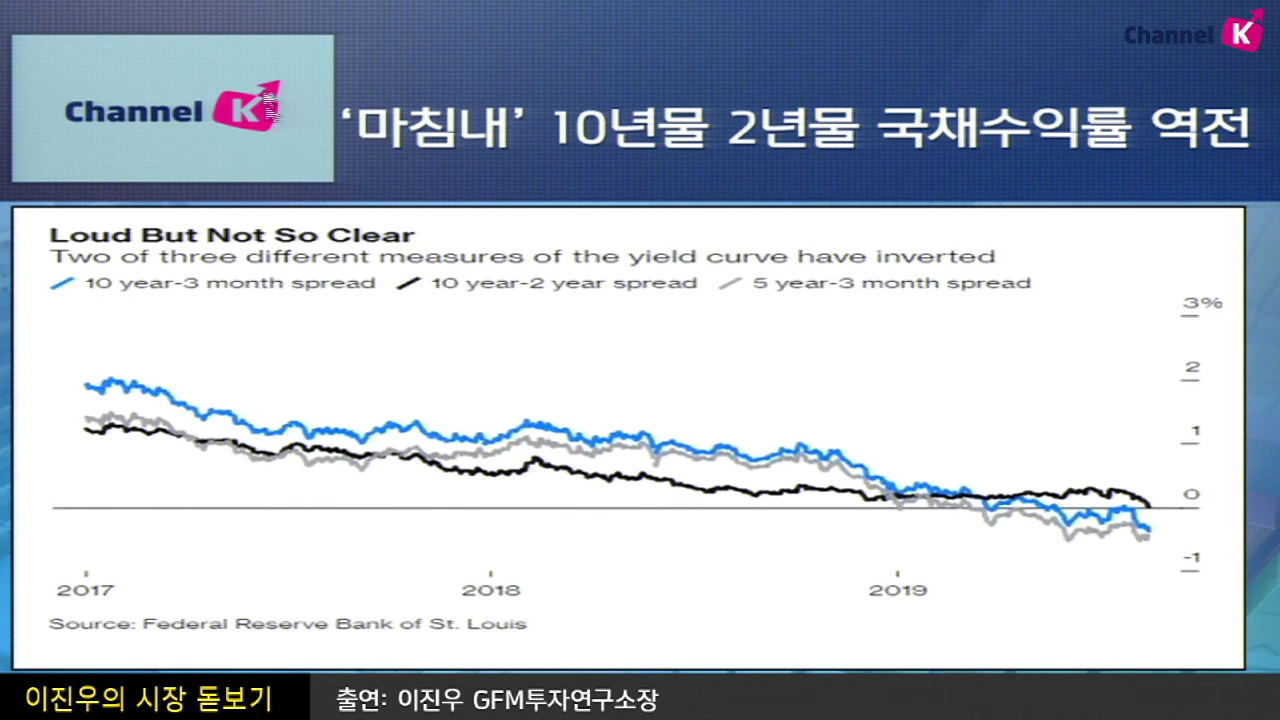 Channel K
Channel K
‘마침내’ 10년물 2년물 국채수익률 역전
Loud But Not So Clear
Two of three different measures of the yield curve have inverted
10 year-3 month spread 10 year-2 year spread 5 year-3 month spread
3%
2
1
0
-1
2017 2018 2019
Source: Federal Reserve Bank of St. Louis
이진우의 시장 돋보기 출연: 이진우 GFM투자연구소장